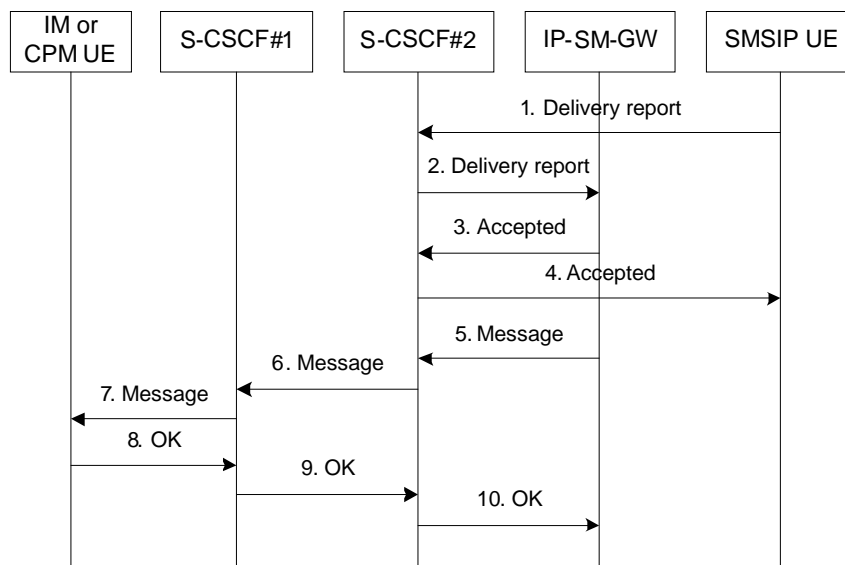 IM or
CPM UE
S-CSCF#1
S-CSCF#2
IP-SM-GW
SMSIP UE
1. Delivery report
2. Delivery report
3. Accepted
4. Accepted
5. Message
6. Message
7. Message
8. OK
9. OK
10. OK